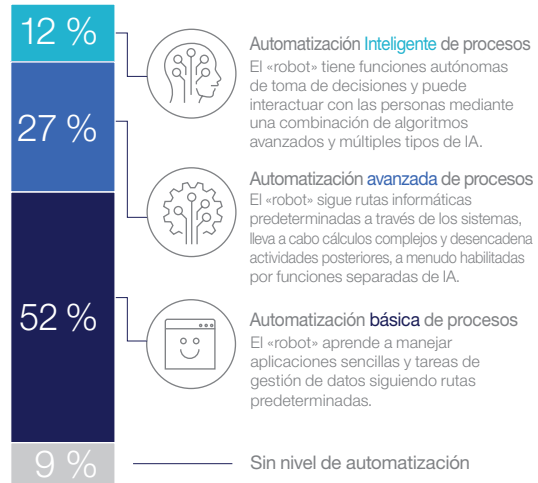 12 %
Automatización Inteligente de procesos
El «robot» tiene funciones autónomas
de toma de decisiones y puede
interactuar con las personas mediante
una combinación de algoritmos
avanzados y múltiples tipos de IA.
27 %
Automatización avanzada de procesos
El «robot» sigue rutas informáticas
predeterminadas a través de los sistemas,
lleva a cabo cálculos complejos y desencadena
actividades posteriores, a menudo habilitadas
por funciones separadas de IA.
52 %
Automatización básica de procesos
El «robot» aprende a manejar
aplicaciones sencillas y tareas de
gestión de datos siguiendo rutas
predeterminadas.
9 %
Sin nivel de automatización